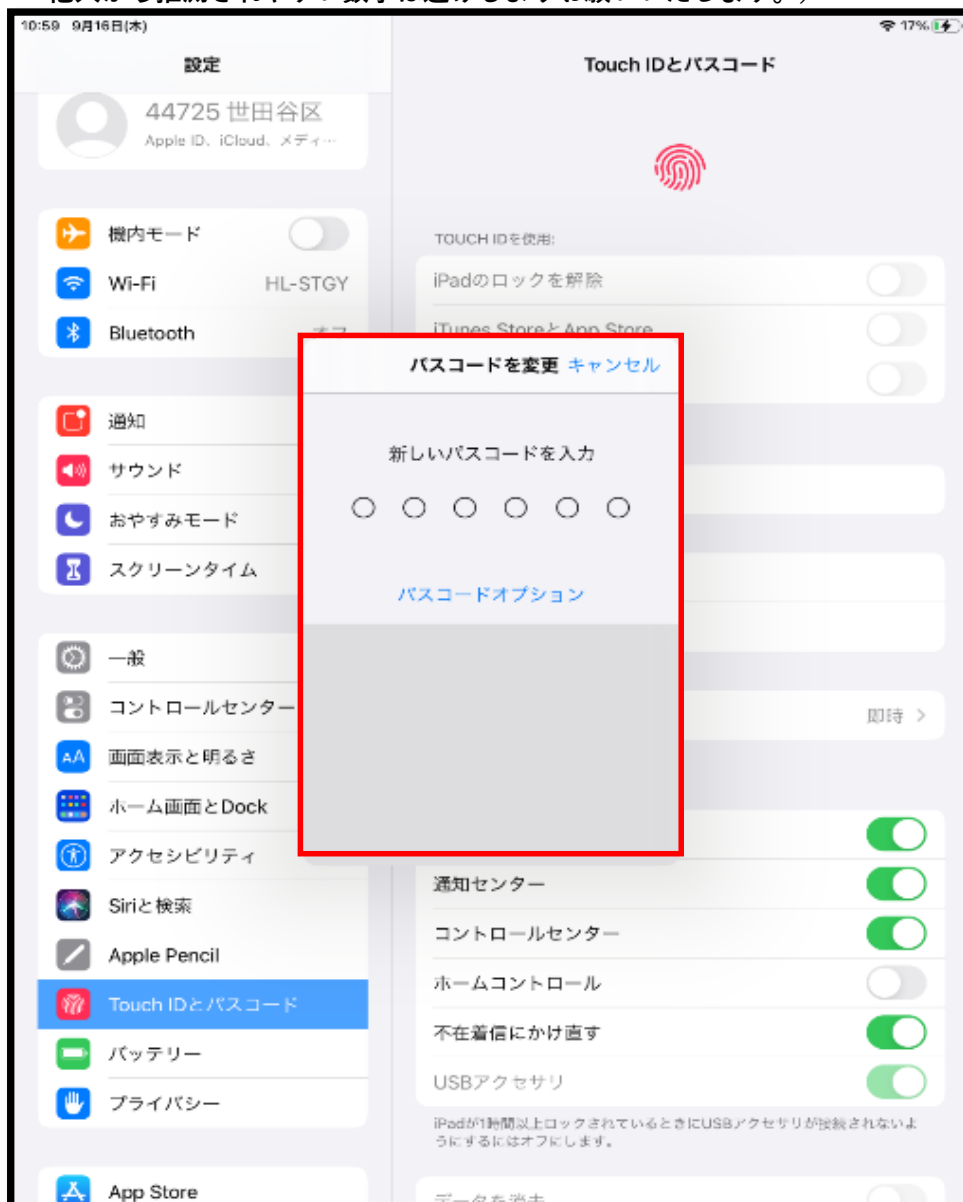 10:59 9月16日(木)
17%
設定
Touch IDとパスコード
44725 世田谷区
Apple ID、iCloud、メディ…
機内モード
TOUCH IDを使用:
Wi-Fi HL-STGY
iPadのロックを解除
Bluetooth
iTunes StoreとApp Store
パスコードを変更 キャンセル
通知
新しいパスコードを入力
サウンド
おやすみモード
スクリーンタイム
パスコードオプション
一般
コントロールセンター
即時
画面表示と明るさ
AA
ホーム画面とDock
アクセシビリティ
通知センター
Siriと検索
コントロールセンター
Apple Pencil
ホームコントロール
Touch IDとパスコード
不在着信にかけ直す
バッテリー
USBアクセサリ
プライバシー
iPadが1時間以上ロックされているときにUSBアクセサリが接続されないよ
うにするにはオフにします。
App Store
データを消去